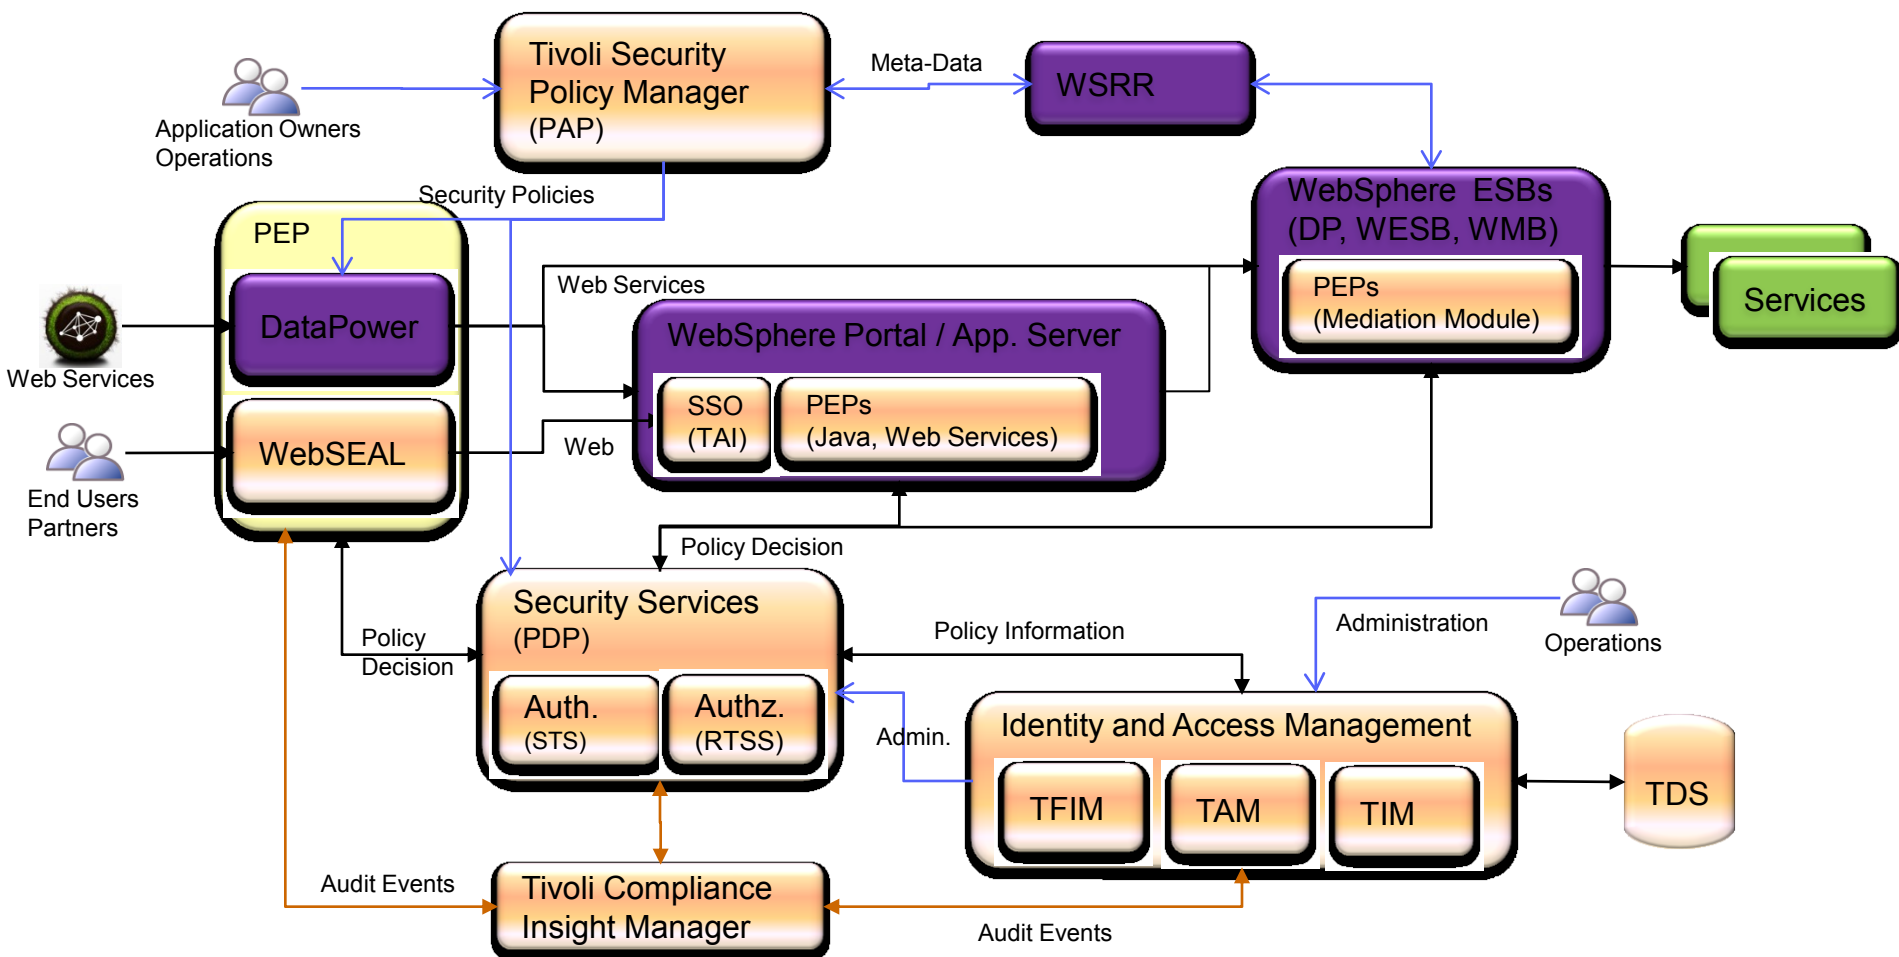 Tivoli Security
Policy Manager
(PAP)
Meta-Data
WSRR
Application Owners
Operations
Security Policies
WebSphere ESBs
(DP, WESB, WMB)
PEPs
(Mediation Module)
Services
PEP
DataPower
WebSEAL
Web Services
End Users
Partners
Web Services
WebSphere Portal / App. Server
SSO
(TAI)
PEPs
(Java, Web Services)
Web
Policy Decision
Security Services
(PDP)
Auth.
(STS)
Authz.
(RTSS)
Policy
Decision
Policy Information
Administration
Operations
Admin.
Identity and Access Management
TFIM
TAM
TIM
TDS
Audit Events
Tivoli Compliance
Insight Manager
Audit Events